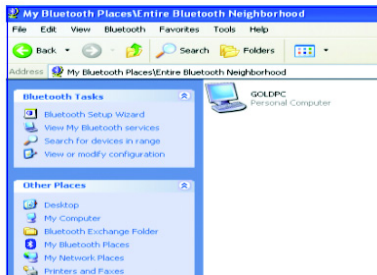 My Bluetooth Places\Entire Bluetooth Neighborhood
File Edit View Bluetooth Favorites Tools Help
Back Search Folders
Address My Bluetooth Places\Entire Bluetooth Neighborhood
Bluetooth Tasks
Bluetooth Setup Wizard
View My Bluetooth services
Search for devices in range
View or modify configuration
Other Places
Desktop
My Computer
Bluetooth Exchange Folder
My Bluetooth Places
My Network Places
Printers and Faxes
GOLDPC
Personal Computer